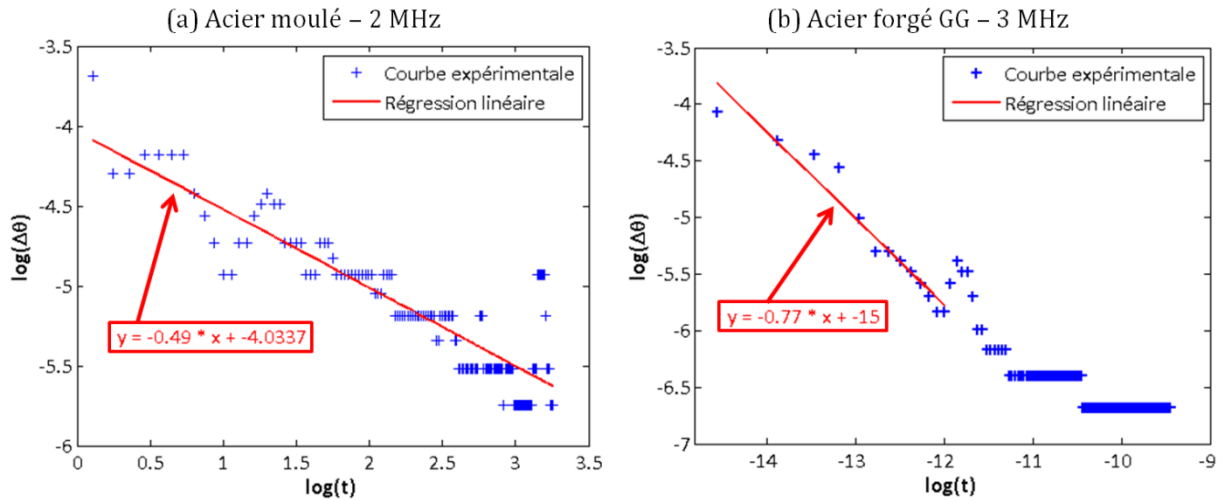 (a) Acier moulé – 2 MHz
-3.5
-4
-4.5
-5
-5.5
-6
log(Δθ)
Courbe expérimentale
Régression linéaire
y = -0.49 * x + -4.0337
0 0.5 1 1.5 2 2.5 3 3.5
log(t)
(b) Acier forgé GG – 3 MHz
-3.5
-4
-4.5
-5
-5.5
-6
-6.5
-7
log(Δθ)
Courbe expérimentale
Régression linéaire
y = -0.77 * x + -15
-14 -13 -12 -11 -10 -9
log(t)